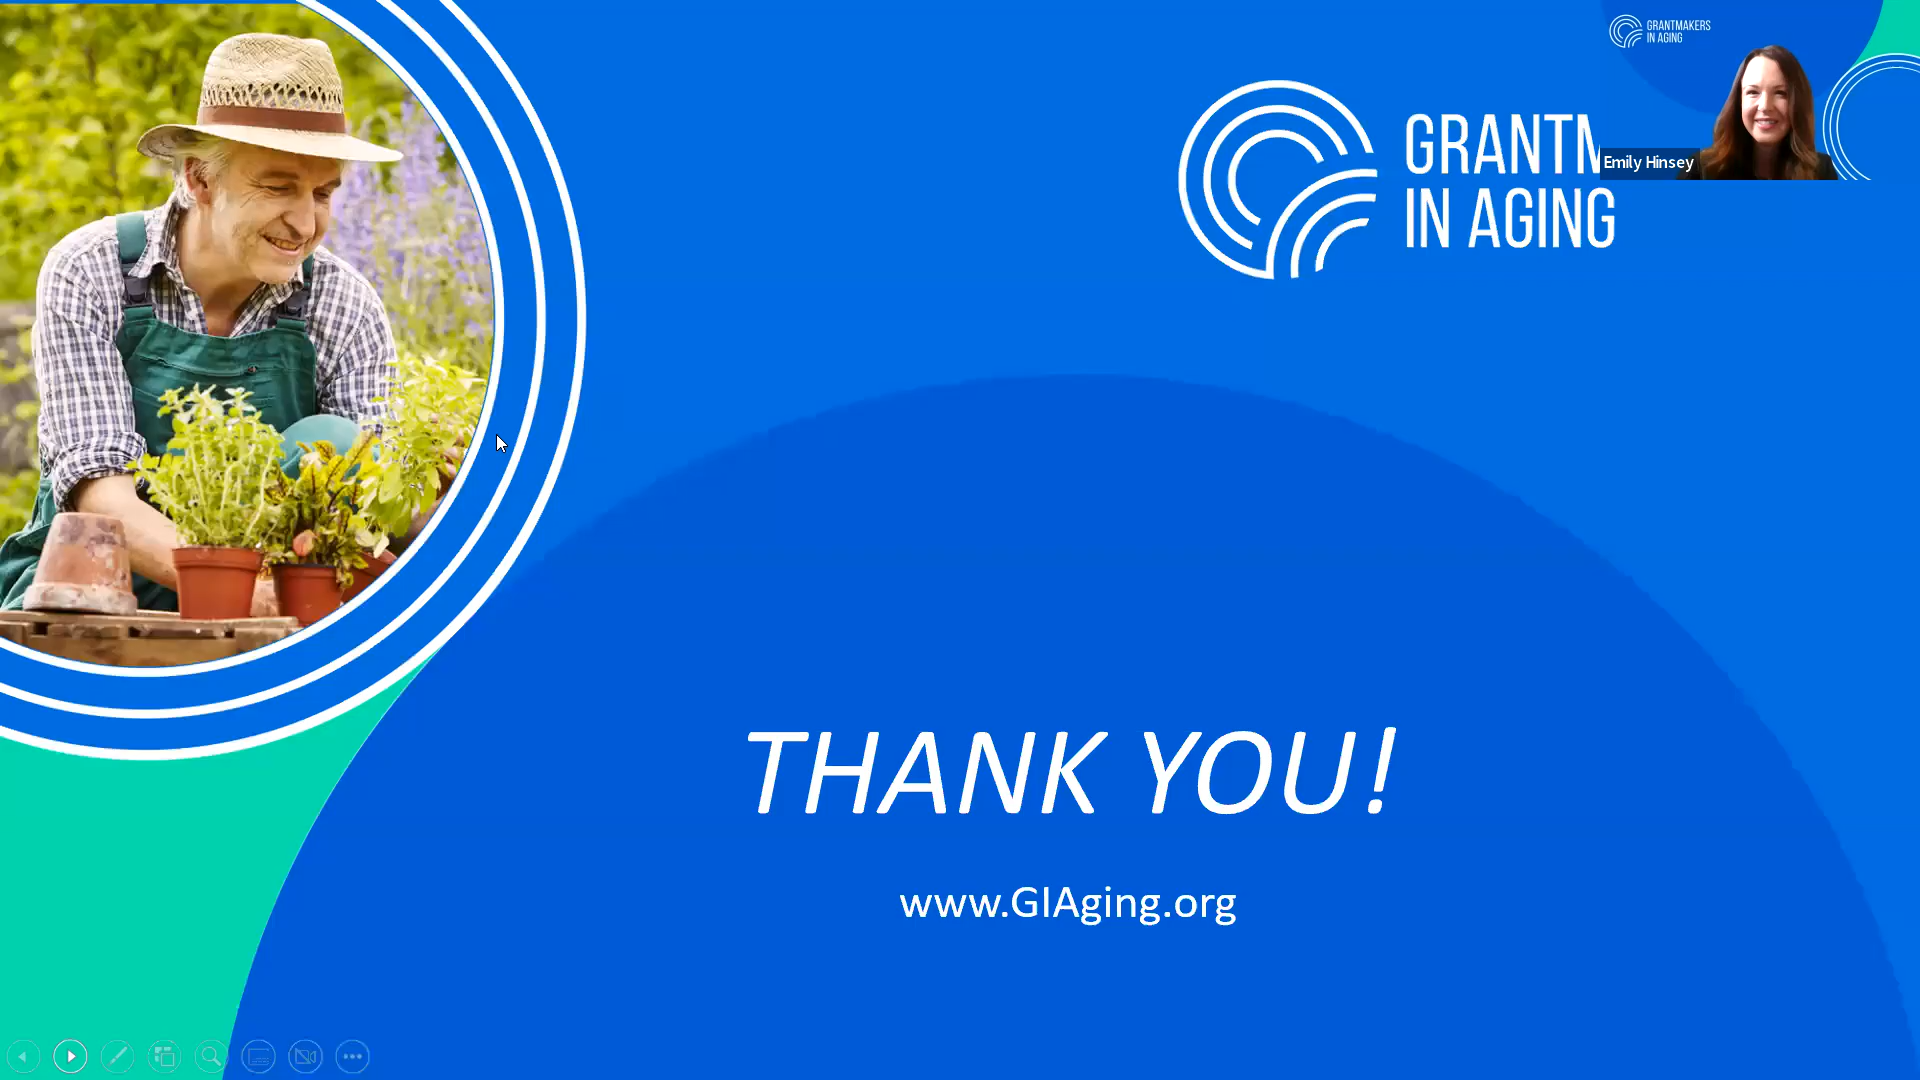 GRANTMAKERS
IN AGING
Emily Hinsey
GRANTM
IN AGING
THANK YOU!
www.GIAging.org